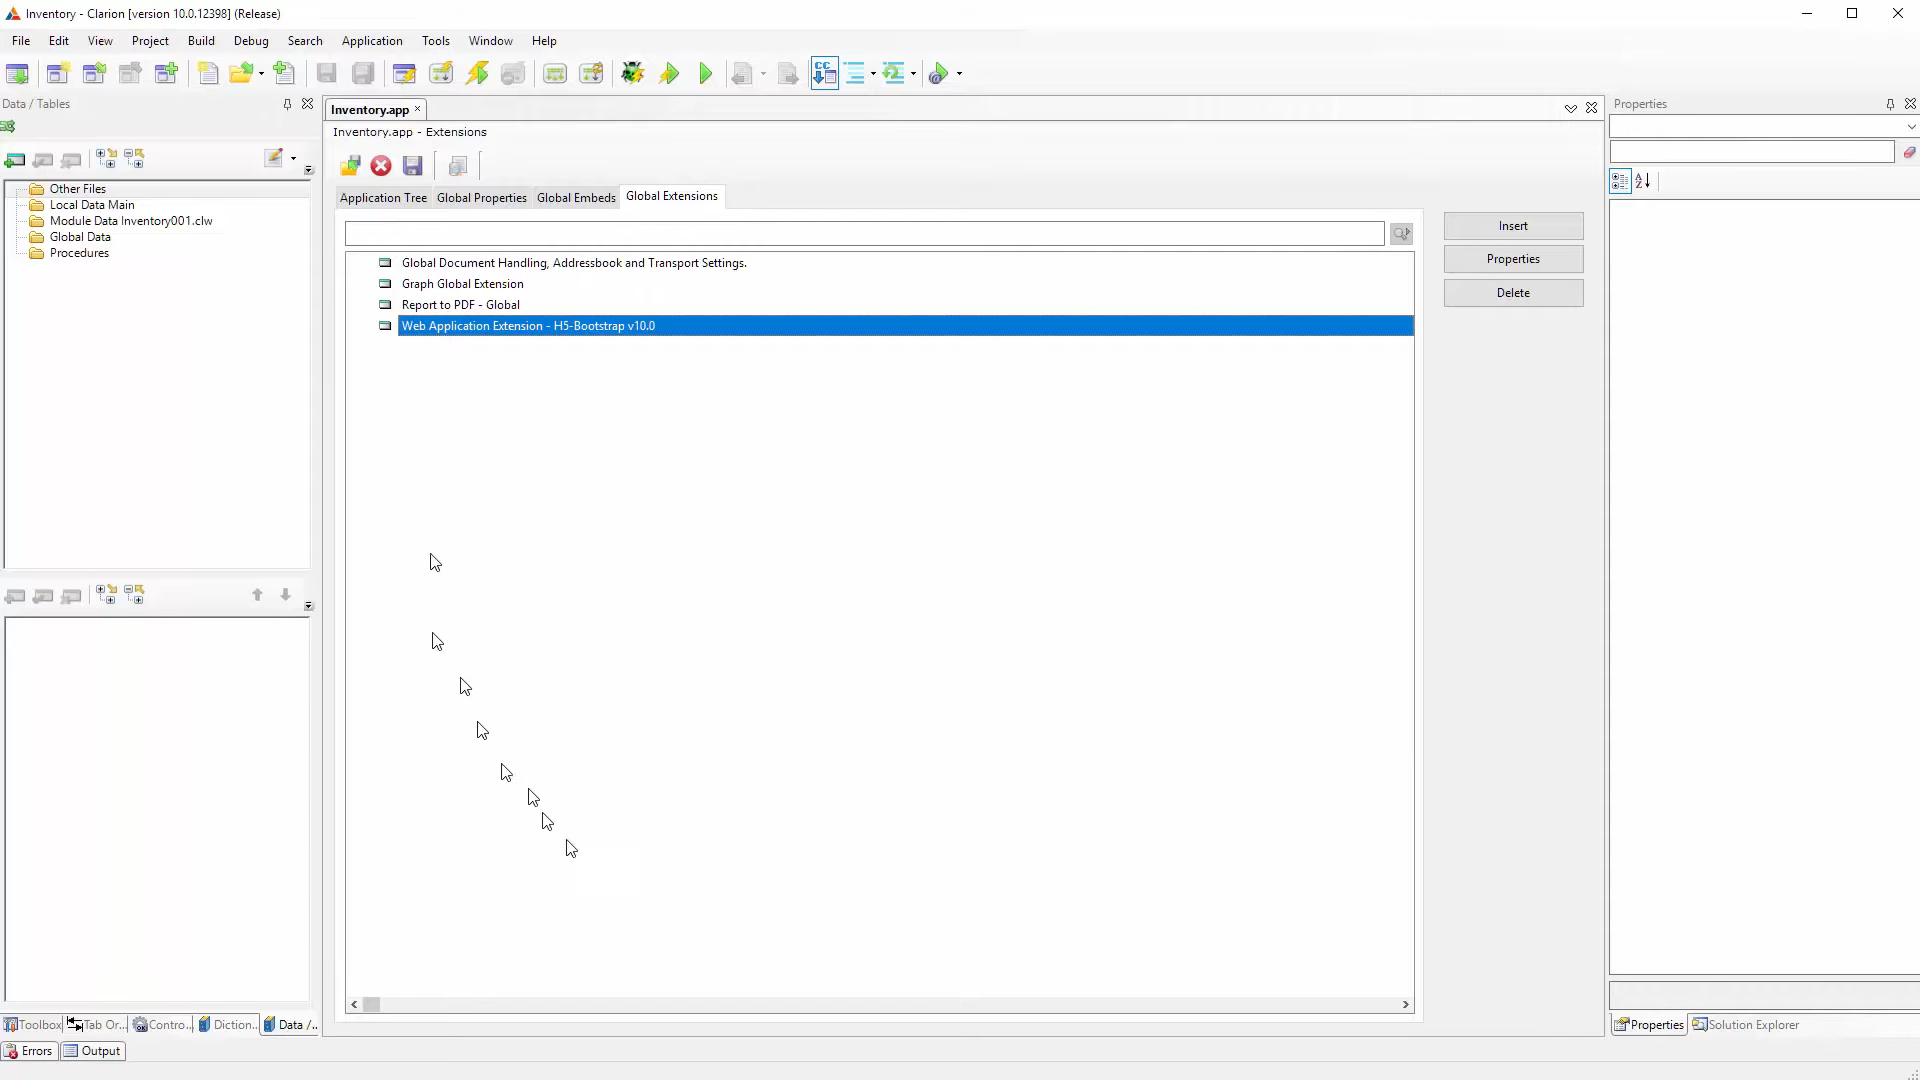 Inventory - Clarion [version 10.0.12398] (Release)
File Edit View Project Build Debug Search Application Tools Window Help
Data / Tables
Inventory.app
Properties
Inventory.app - Extensions
Application Tree Global Properties Global Embeds Global Extensions
Other Files
Local Data Main
Module Data Inventory001.clw
Global Data
Procedures
Global Document Handling, Addressbook and Transport Settings.
Graph Global Extension
Report to PDF - Global
Web Application Extension - H5-Bootstrap v10.0
Insert
Properties
Delete
Toolbox Tab Or... Contro... Diction... Data /...
Properties Solution Explorer
Errors Output